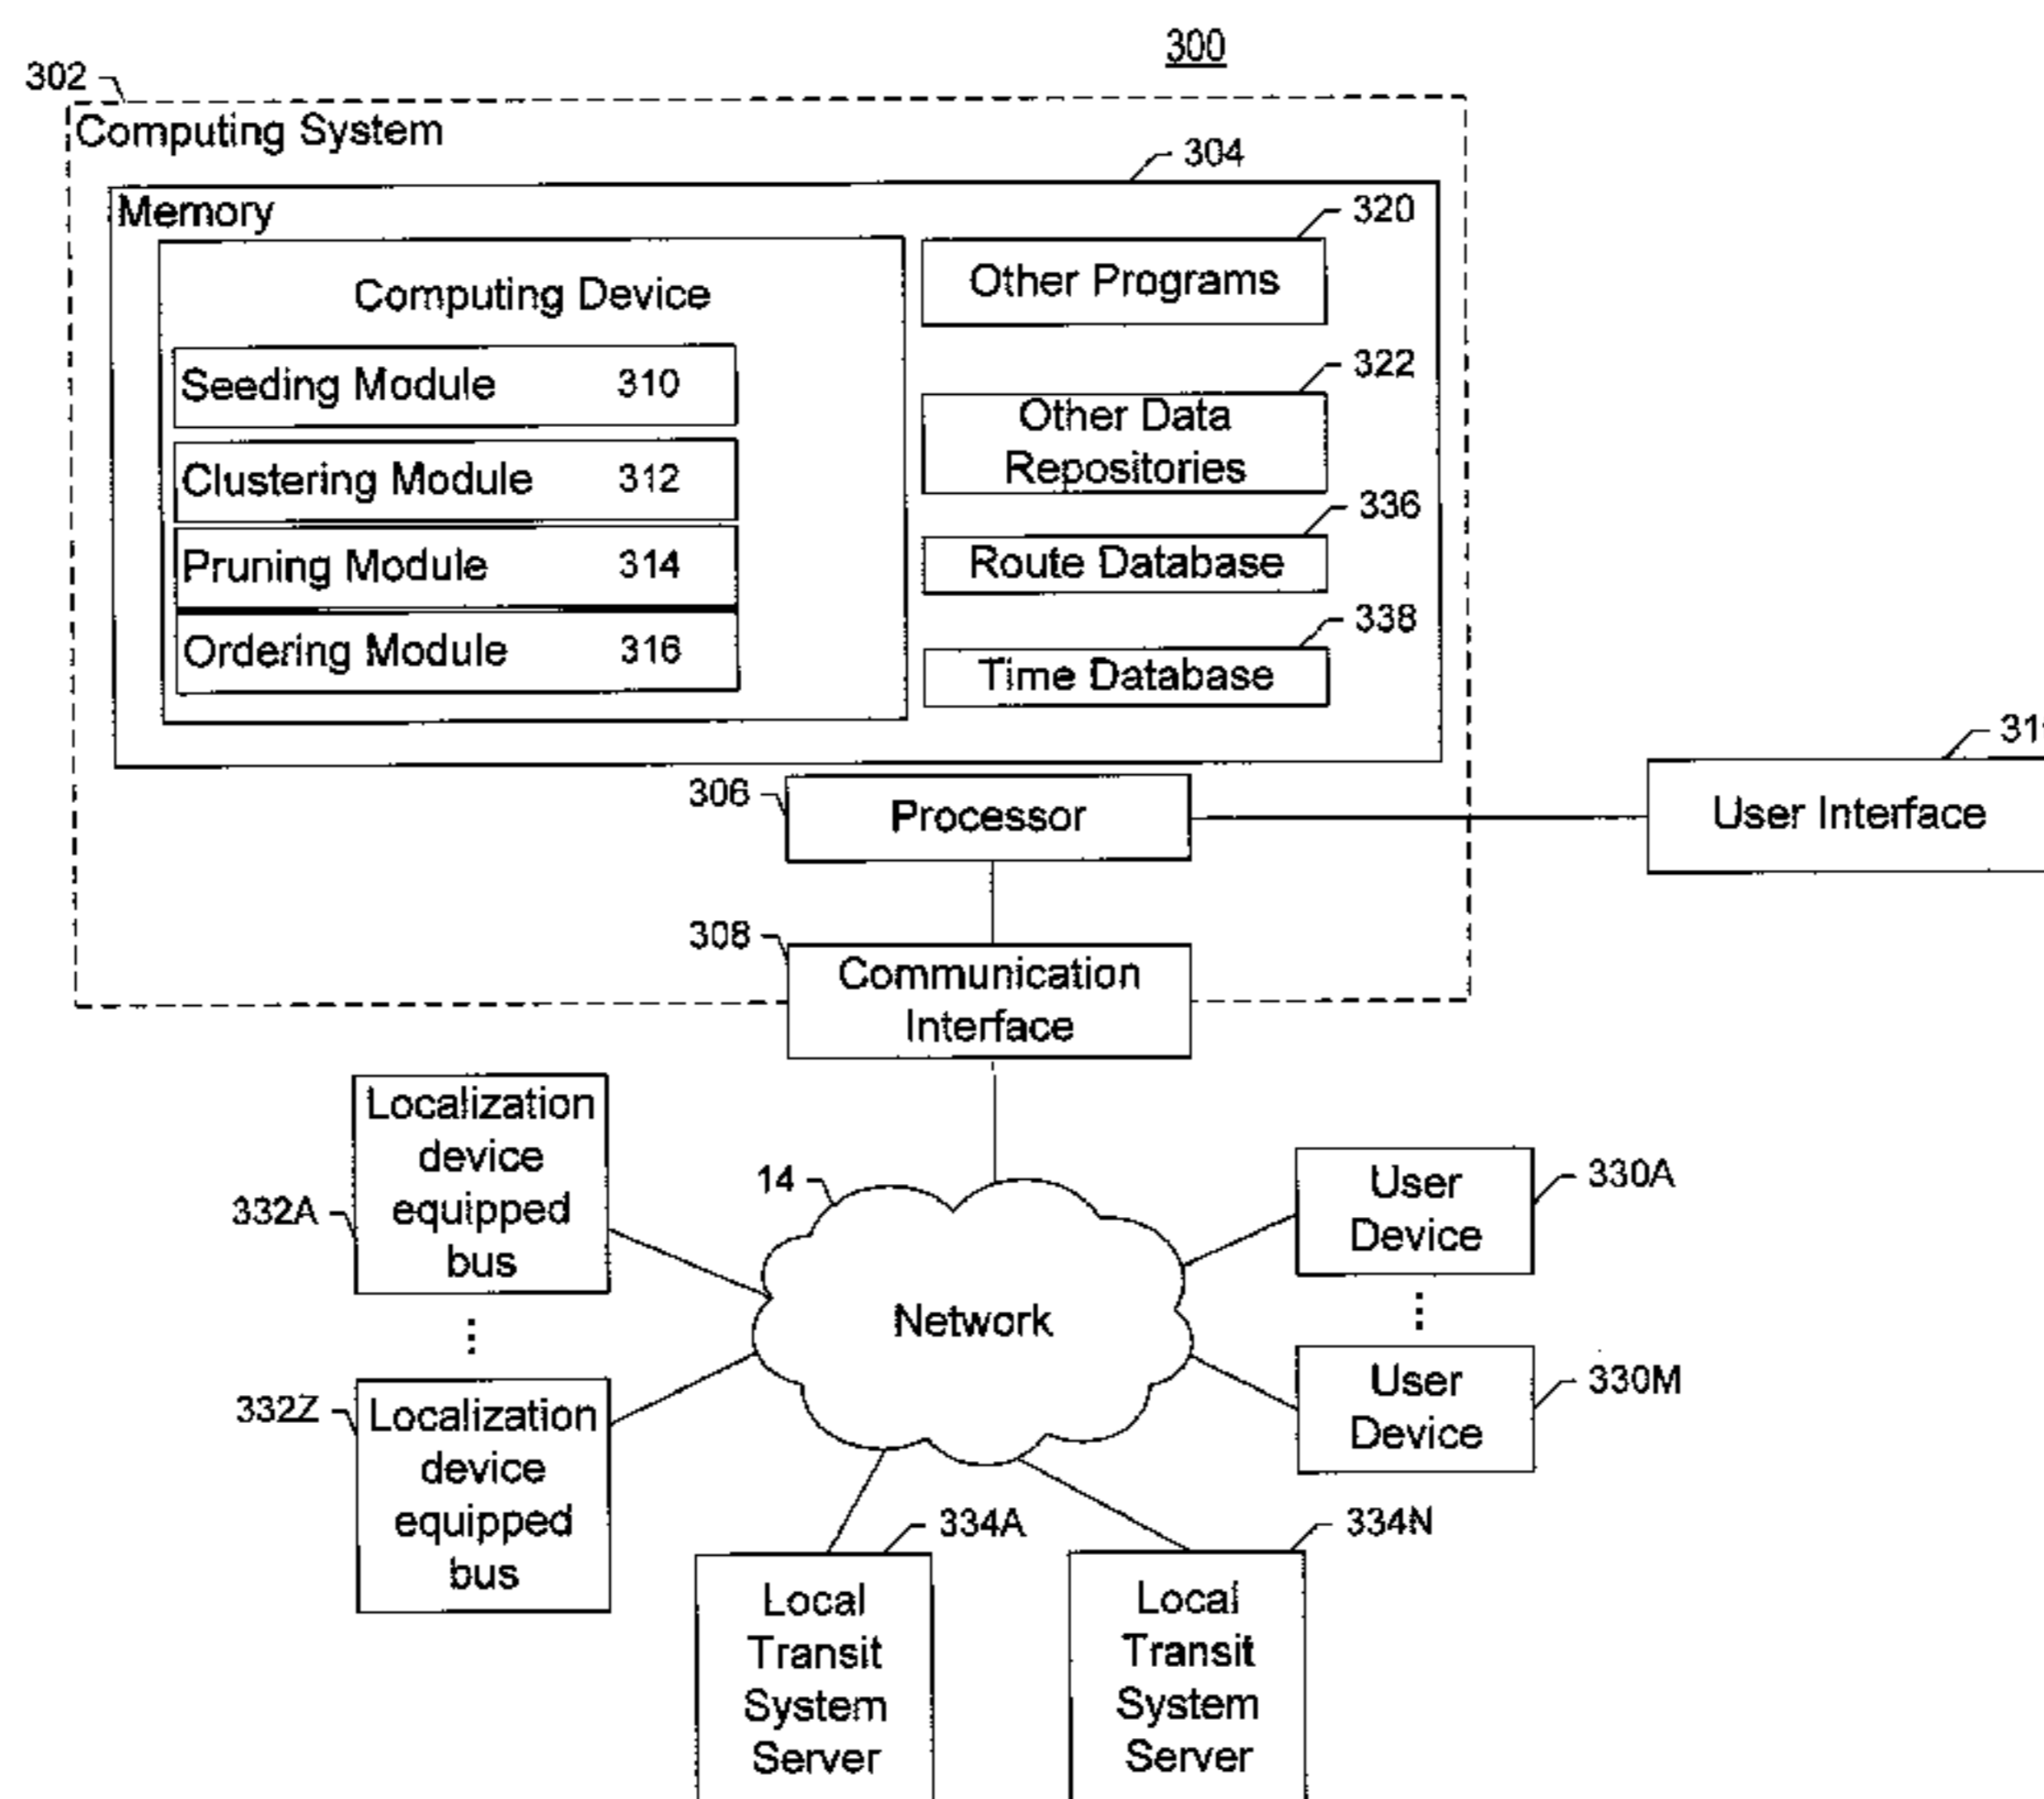 300
302
Computing System
304
Memory
320
Computing Device
Other Programs
322
Seeding Module 310
Other Data
Repositories
Clustering Module 312
336
Pruning Module 314
Route Database
338
Ordering Module 316
Time Database
306
Processor
User Interface
308
Communication
Interface
Localization
device
equipped
bus
332A
14
Network
User
Device
330A
⋮
⋮
User
Device
330M
332Z
Localization
device
equipped
bus
334A
Local
Transit
System
Server
334N
Local
Transit
System
Server